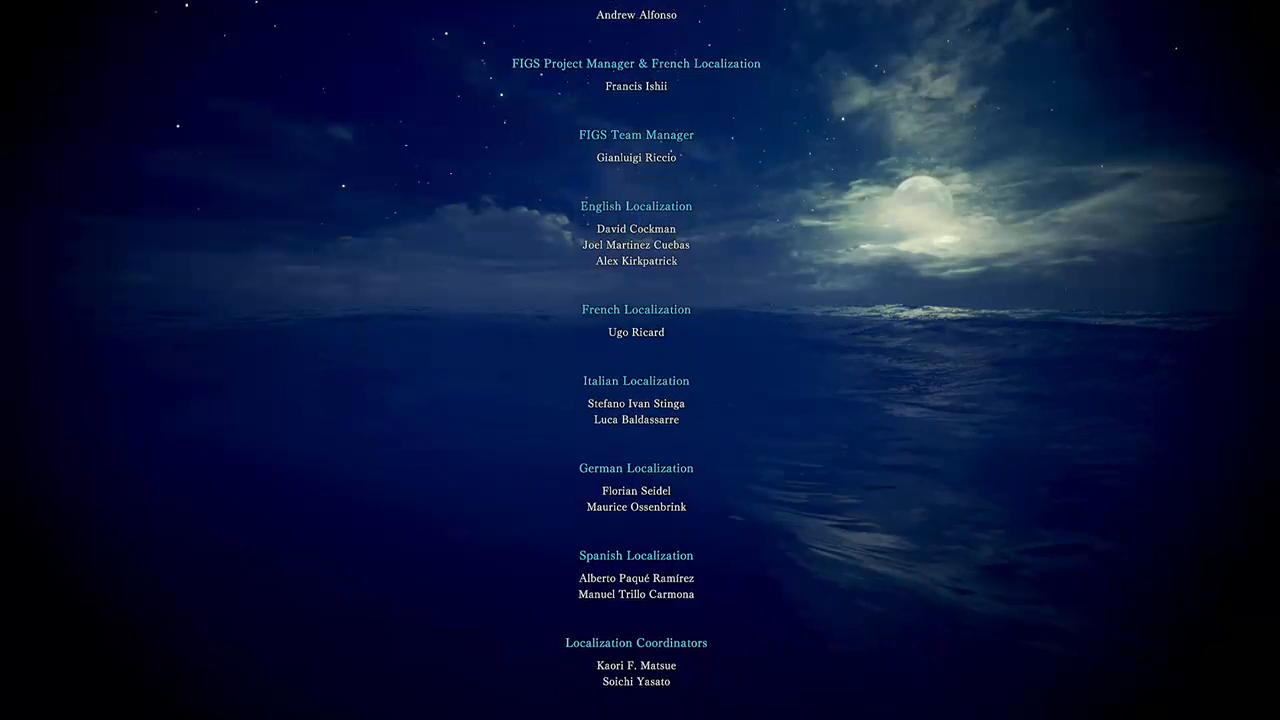 Andrew Alfonso
FIGS Project Manager & French Localization
Francis Ishii
FIGS Team Manager
Gianluigi Riccio
English Localization
David Cockman
Joel Martinez Cuebas
Alex Kirkpatrick
French Localization
Ugo Ricard
Italian Localization
Stefano Ivan Stinga
Luca Baldassarre
German Localization
Florian Seidel
Maurice Ossenbrink
Spanish Localization
Alberto Paqué Ramírez
Manuel Trillo Carmona
Localization Coordinators
Kaori F. Matsue
Soichi Yasato